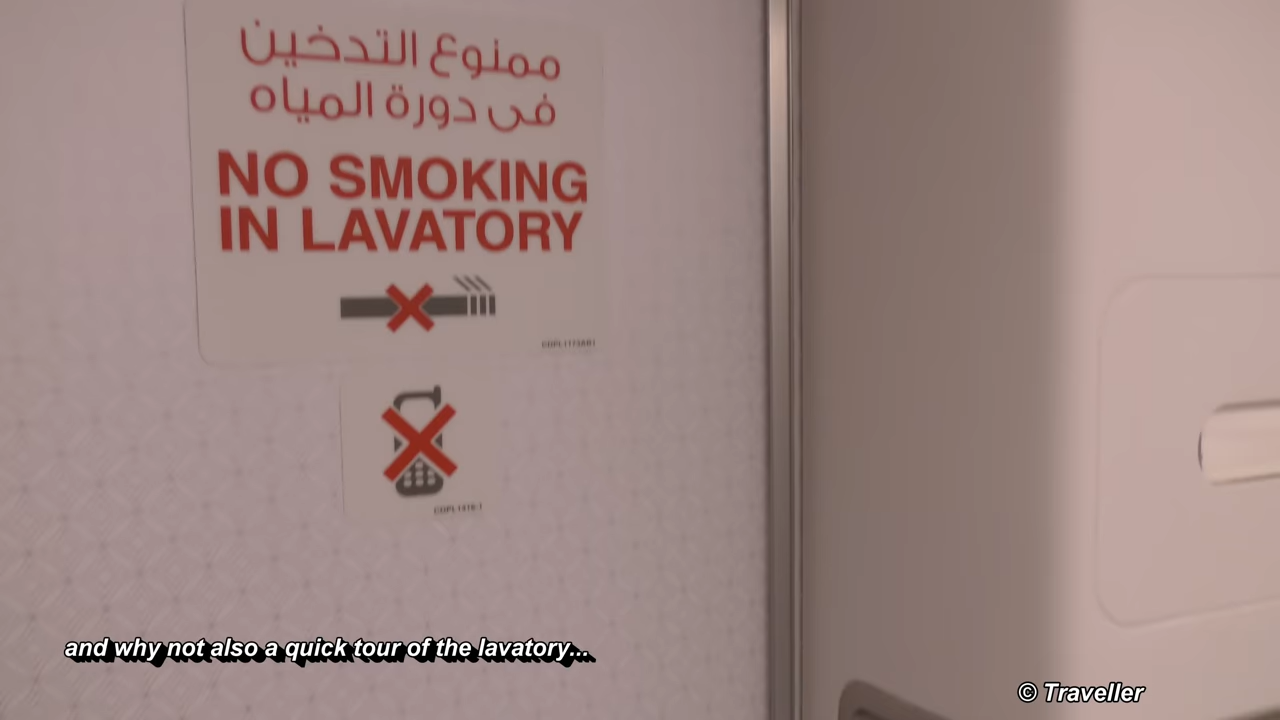 ممنوع التدخين
فى دورة المياه
NO SMOKING
IN LAVATORY
and why not also a quick tour of the lavatory...
© Traveller